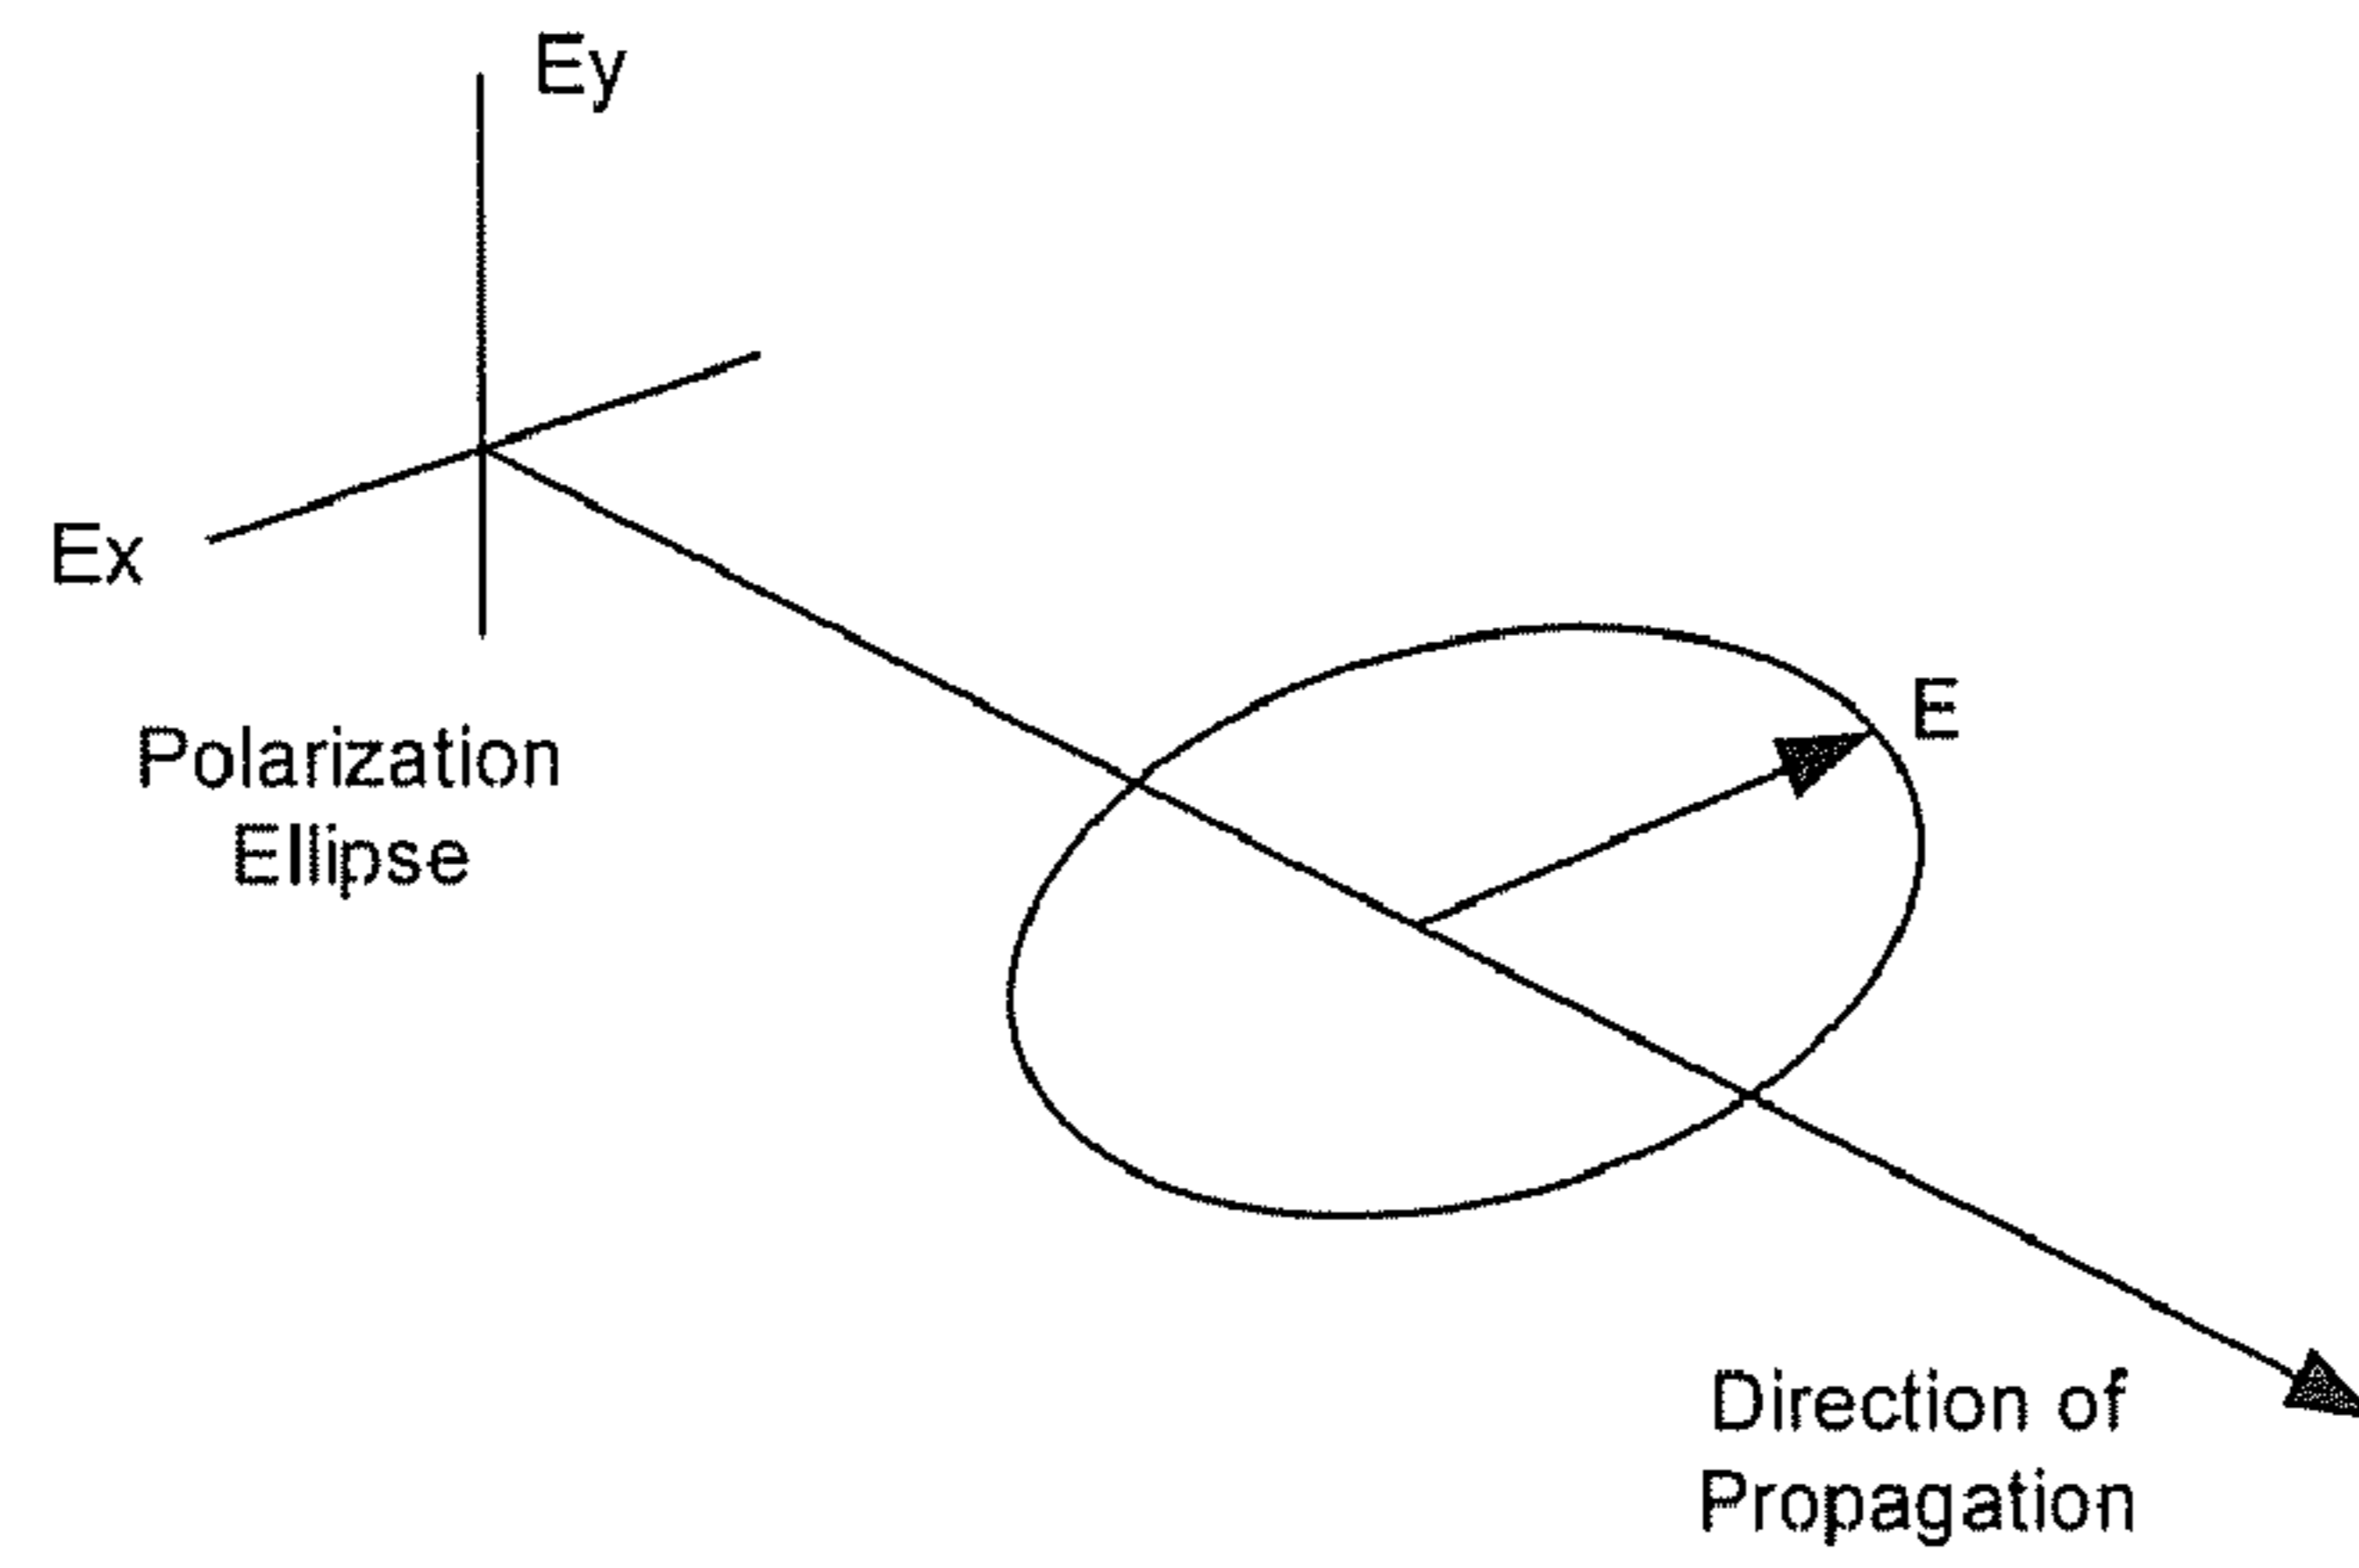 Ey
Ex
Polarization
Ellipse
E
Direction of
Propagation